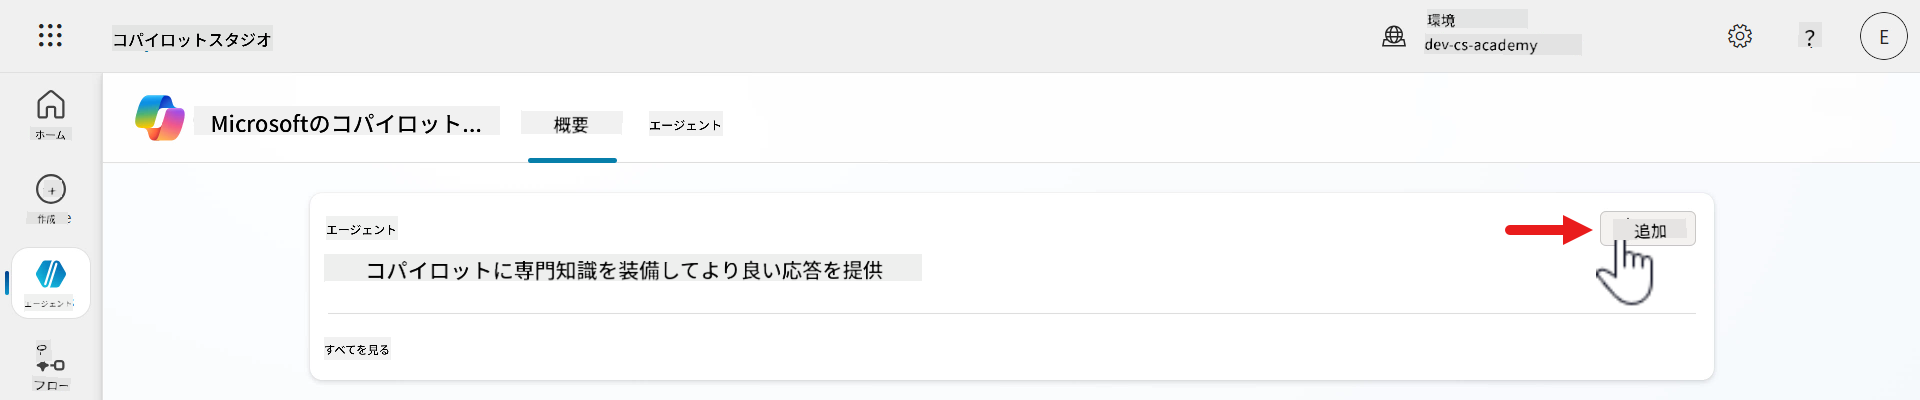 コパイロットスタジオ
環境
dev-cs-academy
?
E
ホーム
作成
エージェント
フロー
Microsoftのコパイロット...
概要
エージェント
エージェント
追加
コパイロットに専門知識を装備してより良い応答を提供
すべてを見る